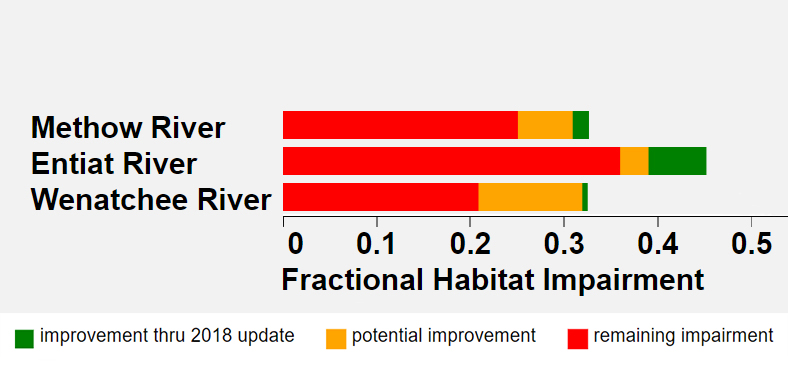 Methow River
Entiat River
Wenatchee River
0 0.1 0.2 0.3 0.4 0.5
Fractional Habitat Impairment
improvement thru 2018 update potential improvement remaining impairment